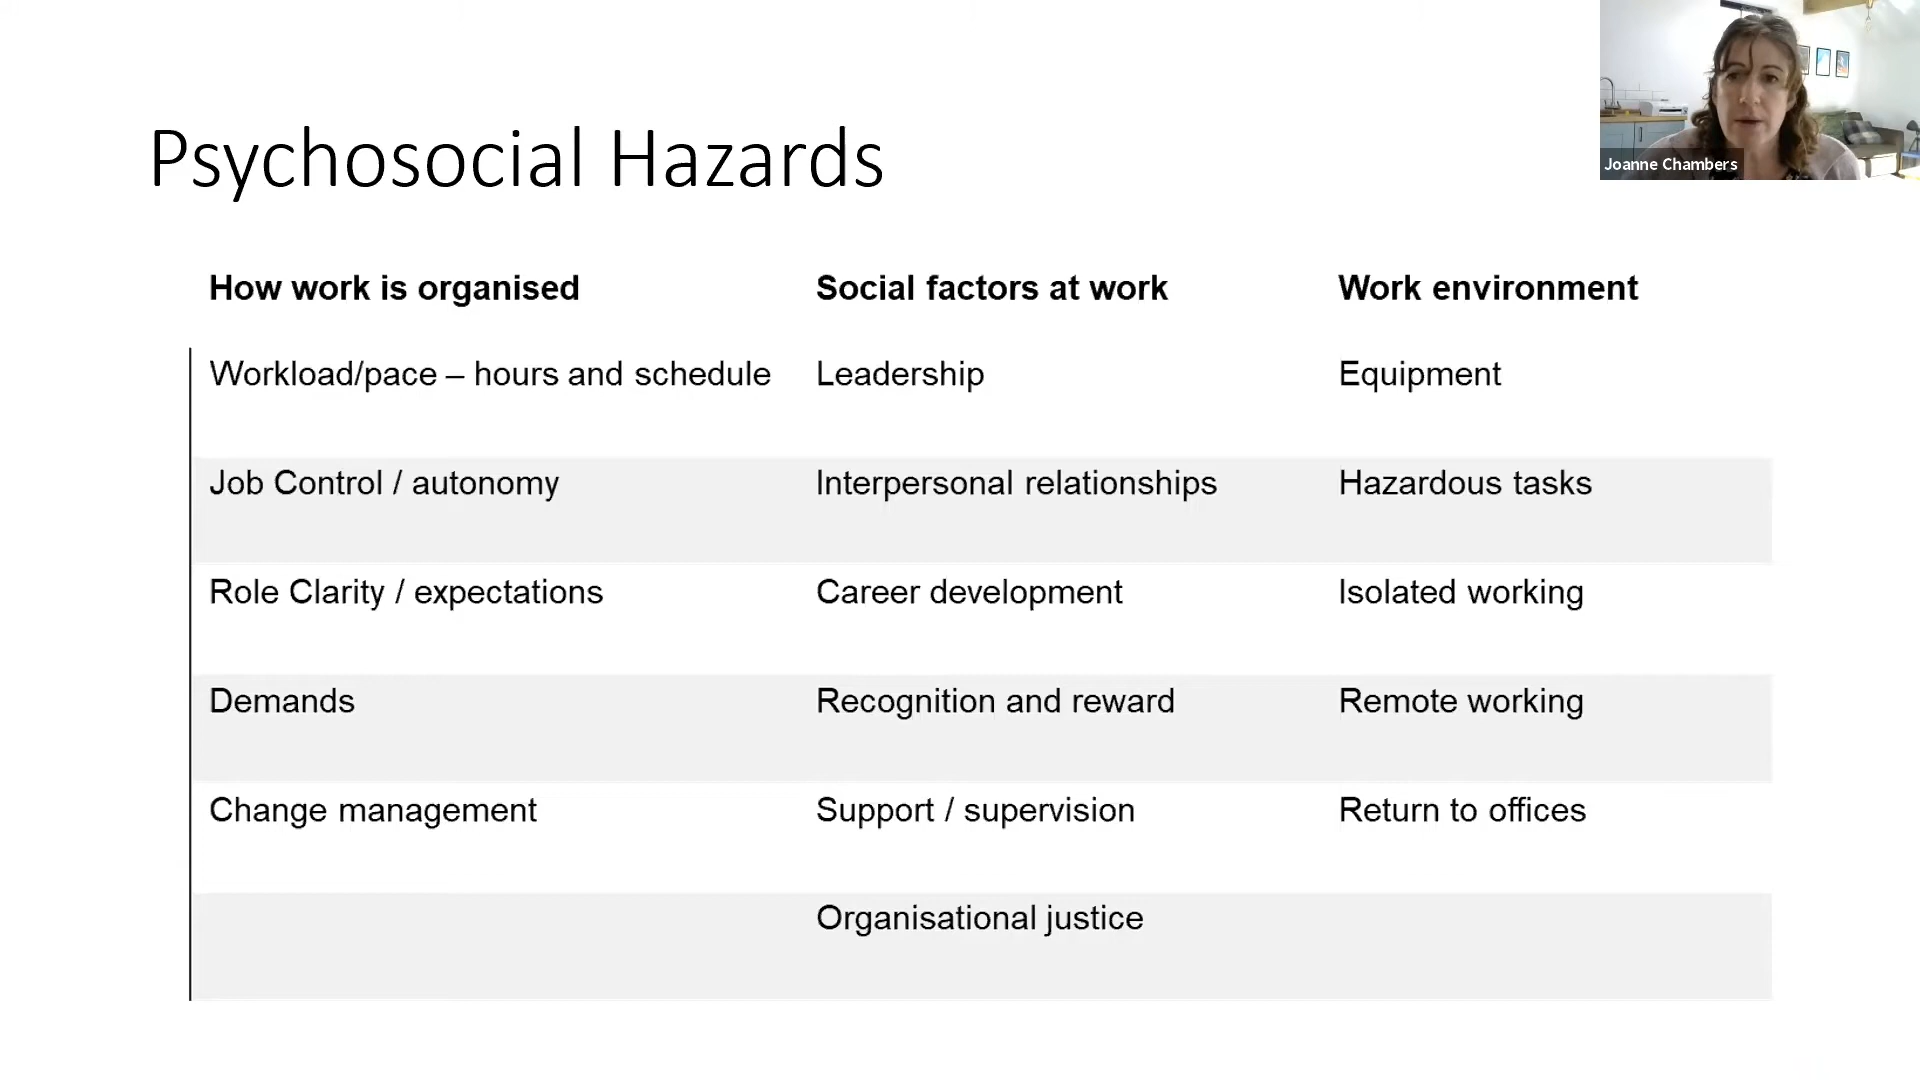 Joanne Chambers
Psychosocial Hazards
How work is organised Social factors at work Work environment
Workload/pace – hours and schedule Leadership Equipment
Job Control / autonomy Interpersonal relationships Hazardous tasks
Role Clarity / expectations Career development Isolated working
Demands Recognition and reward Remote working
Change management Support / supervision Return to offices
Organisational justice